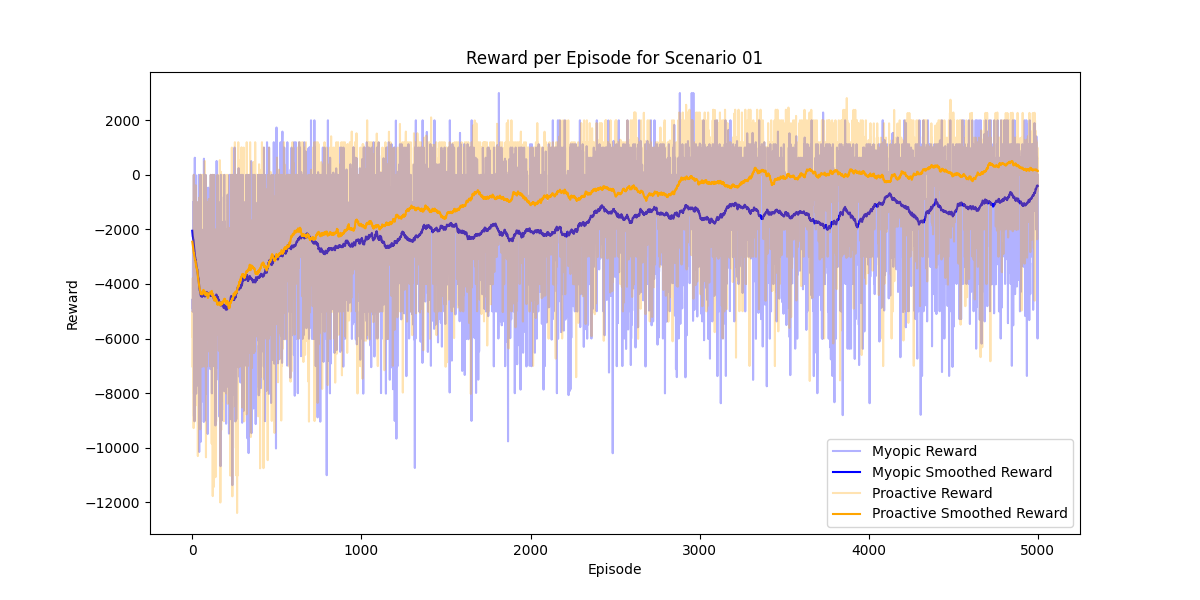 Reward per Episode for Scenario 01
Reward
2000
0
−2000
−4000
−6000
−8000
−10000
−12000
Myopic Reward
Myopic Smoothed Reward
Proactive Reward
Proactive Smoothed Reward
0 1000 2000 3000 4000 5000
Episode